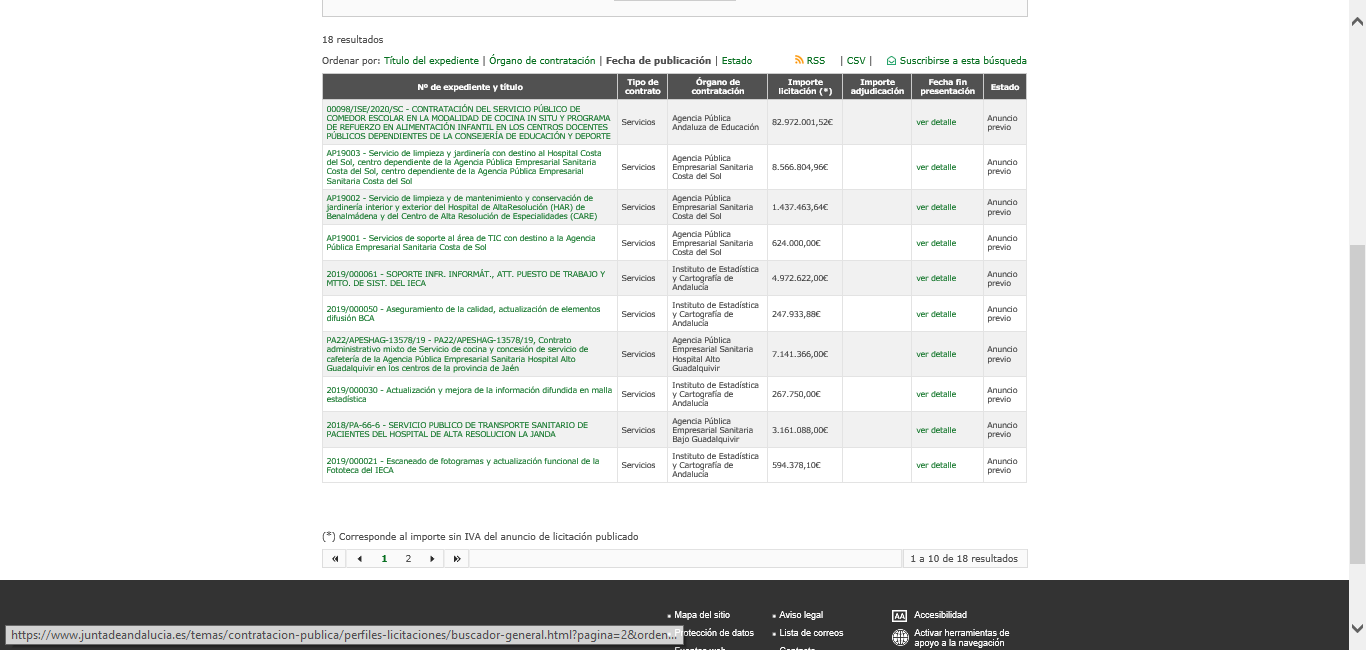 18 resultados
Ordenar por: Título del expediente | Órgano de contratación | Fecha de publicación | Estado RSS | CSV | Suscribirse a esta búsqueda
Nº de expediente y título
Tipo de
contrato
Órgano de
contratación
Importe
licitación (*)
Importe
adjudicación
Fecha fin
presentación
Estado
00098/ISE/2020/SC - CONTRATACIÓN DEL SERVICIO PÚBLICO DE
COMEDOR ESCOLAR EN LA MODALIDAD DE COCINA IN SITU Y PROGRAMA
DE REFUERZO EN ALIMENTACIÓN INFANTIL EN LOS CENTROS DOCENTES
PÚBLICOS DEPENDIENTES DE LA CONSEJERÍA DE EDUCACIÓN Y DEPORTE
Servicios
Agencia Pública
Andaluza de Educación
82.972.001,52€
ver detalle
Anuncio
previo
AP19003 - Servicio de limpieza y jardinería con destino al Hospital Costa
del Sol, centro dependiente de la Agencia Pública Empresarial Sanitaria
Costa del Sol, centro dependiente de la Agencia Pública Empresarial
Sanitaria Costa del Sol
Servicios
Agencia Pública
Empresarial Sanitaria
Costa del Sol
8.566.804,96€
ver detalle
Anuncio
previo
AP19002 - Servicio de limpieza y de mantenimiento y conservación de
jardinería interior y exterior del Hospital de AltaResolución (HAR) de
Benalmádena y del Centro de Alta Resolución de Especialidades (CARE)
Servicios
Agencia Pública
Empresarial Sanitaria
Costa del Sol
1.437.463,64€
ver detalle
Anuncio
previo
AP19001 - Servicios de soporte al área de TIC con destino a la Agencia
Pública Empresarial Sanitaria Costa de Sol
Servicios
Agencia Pública
Empresarial Sanitaria
Costa del Sol
624.000,00€
ver detalle
Anuncio
previo
2019/000061 - SOPORTE INFR. INFORMÁT., ATT. PUESTO DE TRABAJO Y
MTTO. DE SIST. DEL IECA
Servicios
Instituto de Estadística
y Cartografía de
Andalucía
4.972.622,00€
ver detalle
Anuncio
previo
2019/000050 - Aseguramiento de la calidad, actualización de elementos
difusión BCA
Servicios
Instituto de Estadística
y Cartografía de
Andalucía
247.933,88€
ver detalle
Anuncio
previo
PA22/APESHAG-13578/19 - PA22/APESHAG-13578/19, Contrato
administrativo mixto de Servicio de cocina y concesión de servicio de
cafetería de la Agencia Pública Empresarial Sanitaria Hospital Alto
Guadalquivir en los centros de la provincia de Jaén
Servicios
Agencia Pública
Empresarial Sanitaria
Hospital Alto
Guadalquivir
7.141.366,00€
ver detalle
Anuncio
previo
2019/000030 - Actualización y mejora de la información difundida en malla
estadística
Servicios
Instituto de Estadística
y Cartografía de
Andalucía
267.750,00€
ver detalle
Anuncio
previo
2018/PA-66-6 - SERVICIO PUBLICO DE TRANSPORTE SANITARIO DE
PACIENTES DEL HOSPITAL DE ALTA RESOLUCION LA JANDA
Servicios
Agencia Pública
Empresarial Sanitaria
Bajo Guadalquivir
3.161.088,00€
ver detalle
Anuncio
previo
2019/000021 - Escaneado de fotogramas y actualización funcional de la
Fototeca del IECA
Servicios
Instituto de Estadística
y Cartografía de
Andalucía
594.378,10€
ver detalle
Anuncio
previo
(*) Corresponde al importe sin IVA del anuncio de licitación publicado
1 2
1 a 10 de 18 resultados
Mapa del sitio
Aviso legal
AA Accesibilidad
Protección de datos
Lista de correos
Activar herramientas de
apoyo a la navegación
https://www.juntadeandalucia.es/temas/contratacion-publica/perfiles-licitaciones/buscador-general.html?pagina=2&orden...